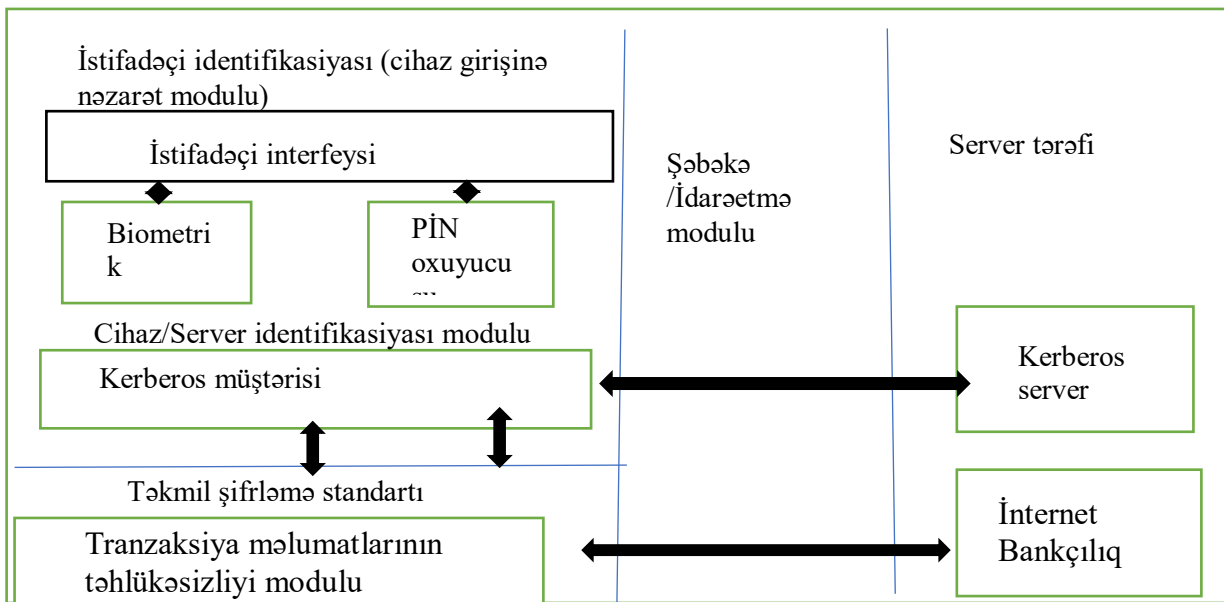 İstifadəçi identifikasiyası (cihaz girişinə
nəzarət modulu)
İstifadəçi interfeysi
Biometri
k
PİN
oxuyucu
Şəbəkə
/İdarəetmə
modulu
Server tərəfi
Cihaz/Server identifikasiyası modulu
Kerberos müştərisi
Kerberos
server
Təkmil şifrləmə standartı
Tranzaksiya məlumatlarının
təhlükəsizliyi modulu
İnternet
Bankçılıq